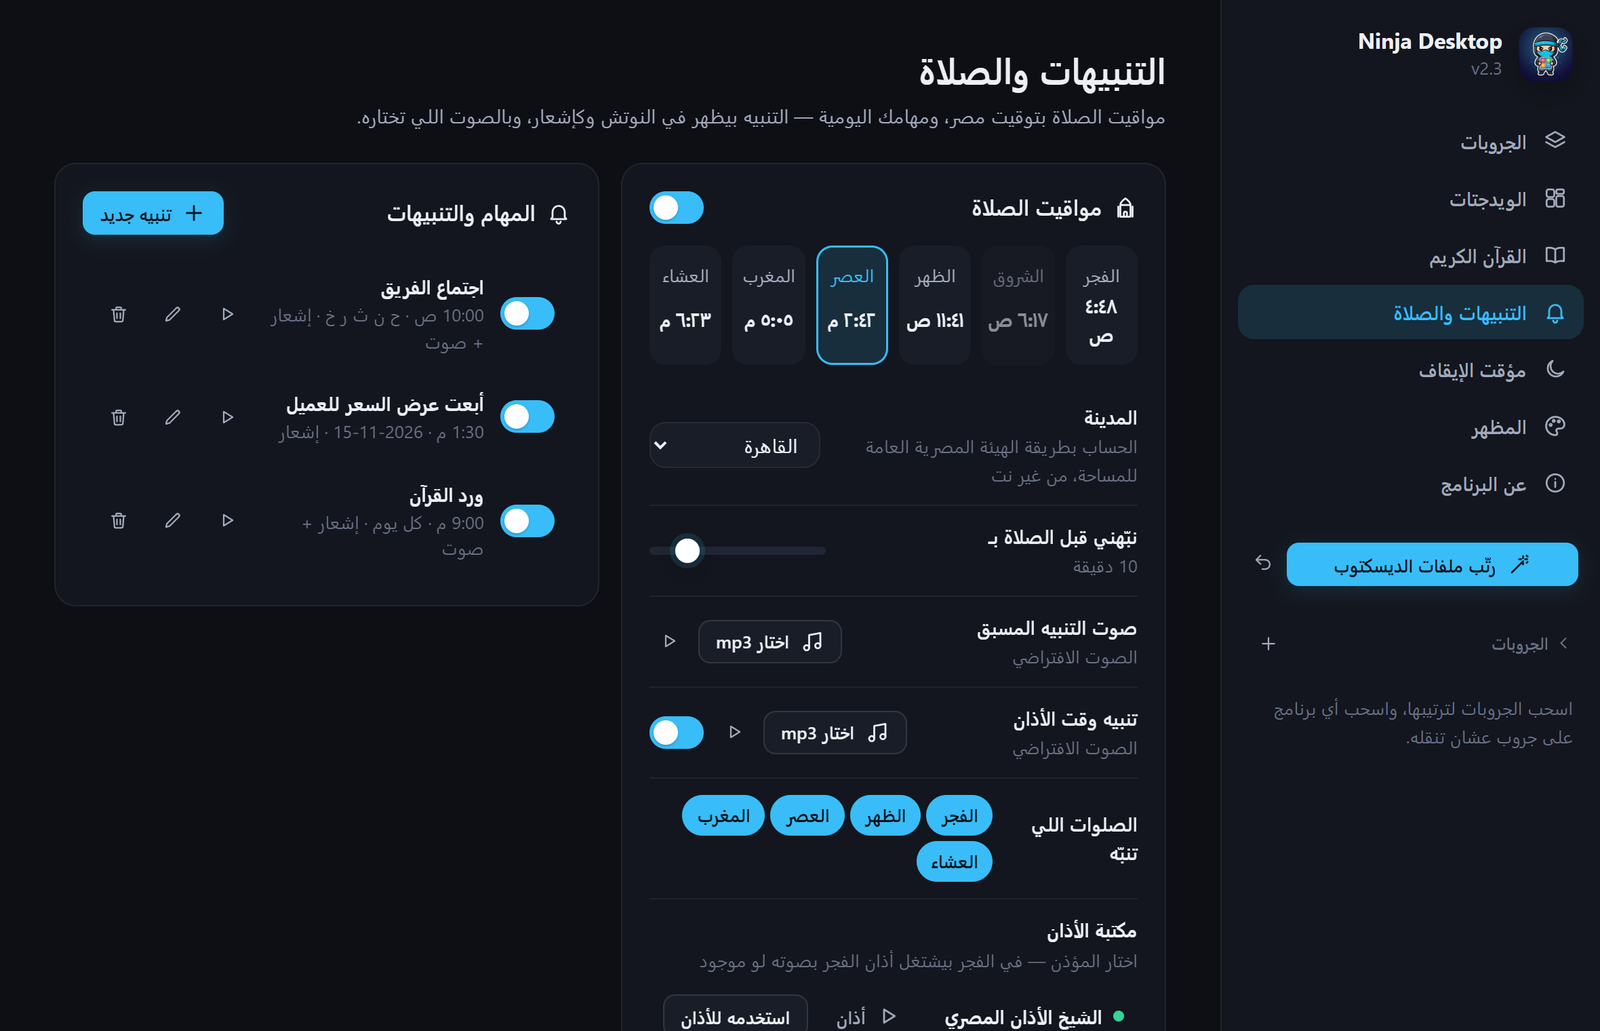 Ninja Desktop
v2.3
الجروبات
الويدجتات
القرآن الكريم
التنبيهات والصلاة
مؤقت الإيقاف
المظهر
عن البرنامج
رتّب ملفات الديسكتوب
الجروبات
اسحب الجروبات لترتيبها، واسحب أي برنامج
على جروب عشان تنقله.
التنبيهات والصلاة
مواقيت الصلاة بتوقيت مصر، ومهامك اليومية — التنبيه بيظهر في النوتش وكإشعار، وبالصوت اللي تختاره.
مواقيت الصلاة
الفجر
٤:٤٨
ص
الشروق
٦:١٧ ص
الظهر
١١:٤١ ص
العصر
٢:٤٢ م
المغرب
٥:٠٥ م
العشاء
٦:٢٣ م
المدينة
الحساب بطريقة الهيئة المصرية العامة
للمساحة، من غير نت
القاهرة
نبّهني قبل الصلاة بـ
10 دقيقة
صوت التنبيه المسبق
الصوت الافتراضي
اختار mp3
تنبيه وقت الأذان
الصوت الافتراضي
اختار mp3
الصلوات اللي
تنبّه
الفجر
الظهر
العصر
المغرب
العشاء
مكتبة الأذان
اختار المؤذن — في الفجر بيشتغل أذان الفجر بصوته لو موجود
الشيخ الأذان المصري
أذان
استخدمه للأذان
المهام والتنبيهات
تنبيه جديد
اجتماع الفريق
10:00 ص · ح ن ث ر خ · إشعار
+ صوت
أبعت عرض السعر للعميل
1:30 م · 2026-11-15 · إشعار
ورد القرآن
9:00 م · كل يوم · إشعار +
صوت